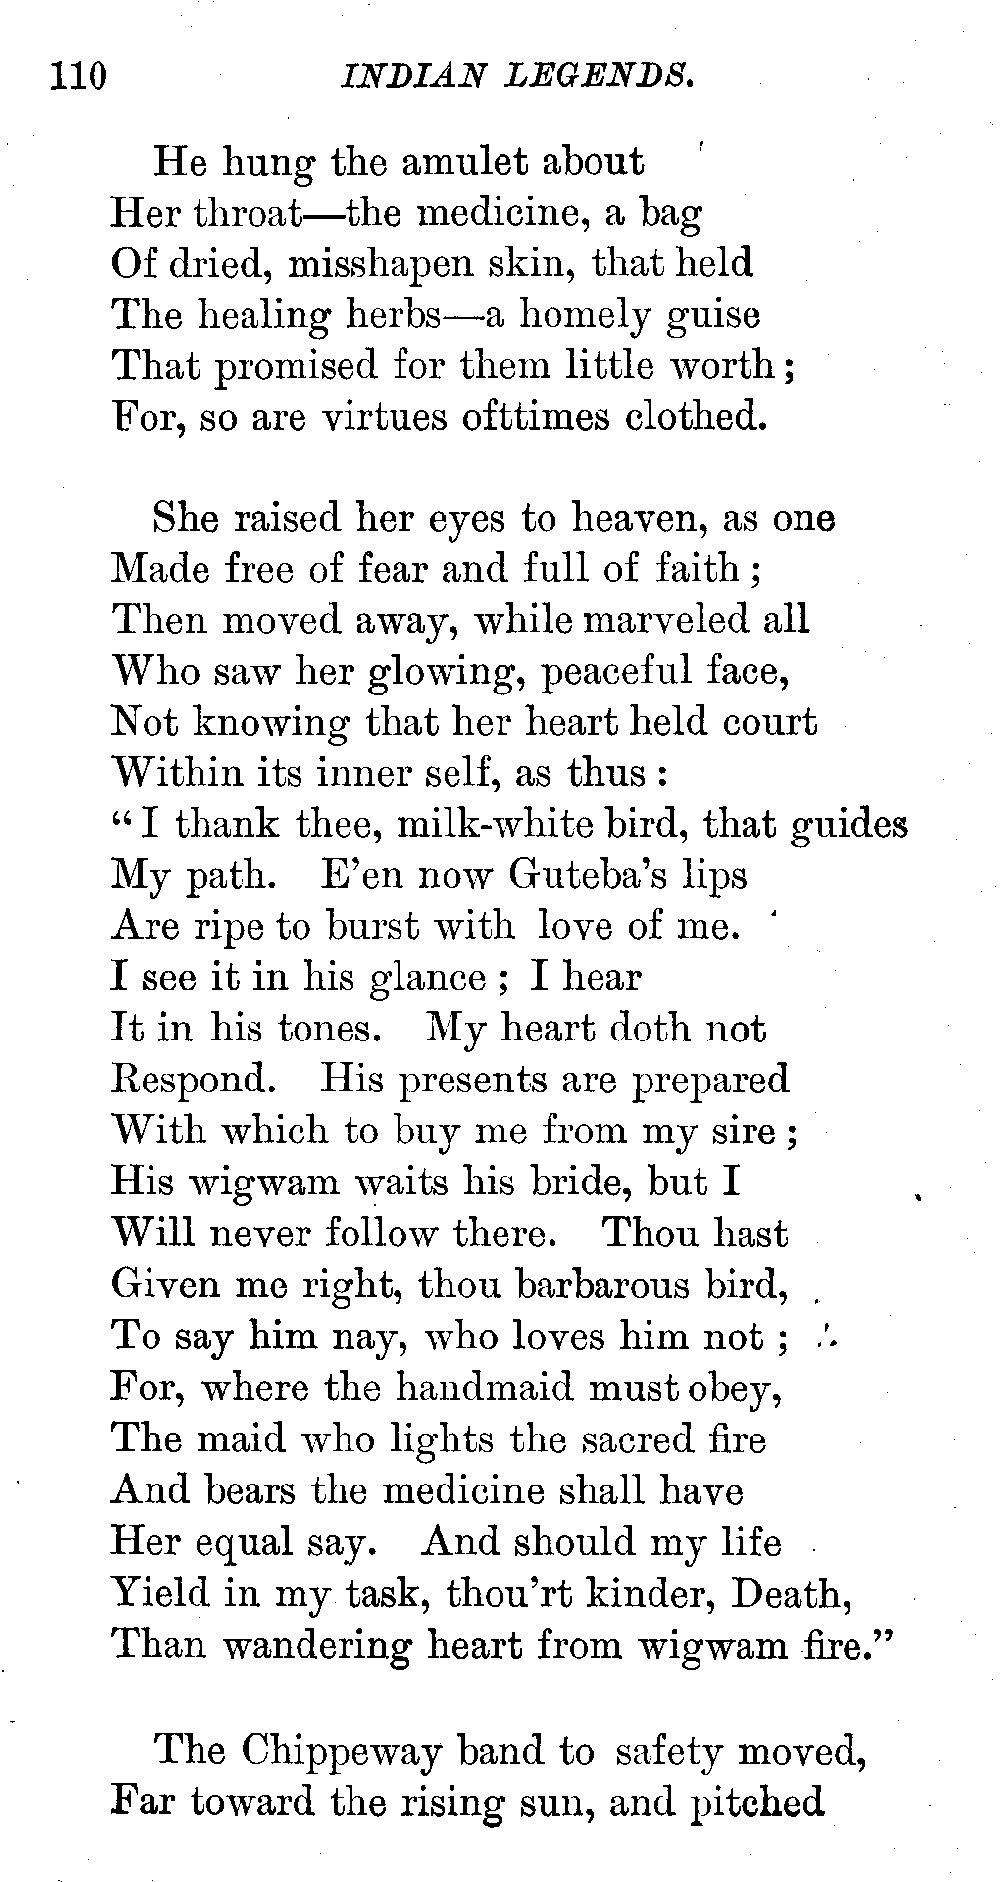 110 INDIAN LEGENDS.
He hung the amulet about
Her throat—the medicine, a bag
Of dried, misshapen skin, that held
The healing herbs—a homely guise
That promised for them little worth;
For, so are virtues ofttimes clothed.
She raised her eyes to heaven, as one
Made free of fear and full of faith;
Then moved away, while marveled all
Who saw her glowing, peaceful face,
Not knowing that her heart held court
Within its inner self, as thus:
“I thank thee, milk-white bird, that guides
My path. E’en now Guteba’s lips
Are ripe to burst with love of me.
I see it in his glance; I hear
It in his tones. My heart doth not
Respond. His presents are prepared
With which to buy me from my sire;
His wigwam waits his bride, but I
Will never follow there. Thou hast
Given me right, thou barbarous bird,
To say him nay, who loves him not;
For, where the handmaid must obey,
The maid who lights the sacred fire
And bears the medicine shall have
Her equal say. And should my life
Yield in my task, thou’rt kinder, Death,
Than wandering heart from wigwam fire.”
The Chippeway band to safety moved,
Far toward the rising sun, and pitched